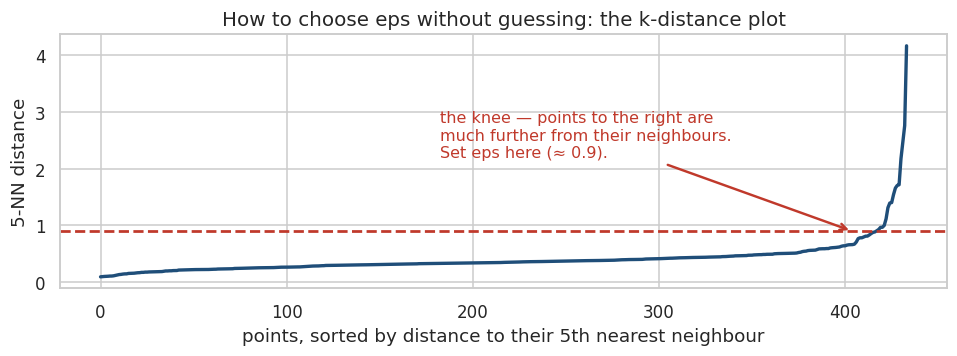 How to choose eps without guessing: the k-distance plot
5-NN distance
4
3
2
1
0
the knee — points to the right are
much further from their neighbours.
Set eps here (≈ 0.9).
0
100
200
300
400
points, sorted by distance to their 5th nearest neighbour